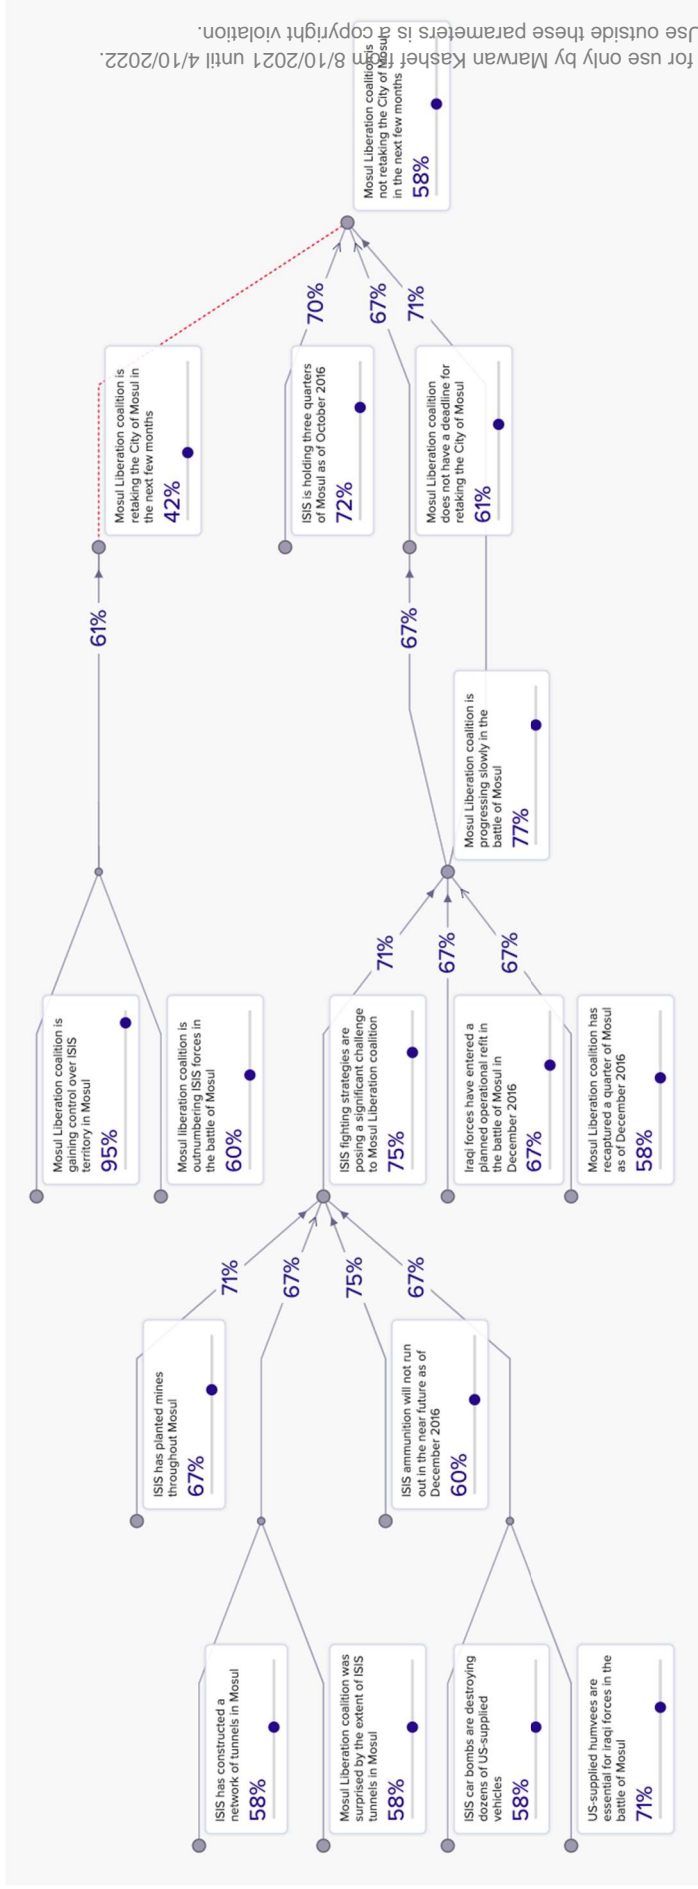 for use only by Marwan Kashef from 8/10/2021 until 4/10/2022.
Use outside these parameters is a copyright violation.
Mosul Liberation coalition is
not retaking the City of Mosul
in the next few months
58%
70%
67%
71%
Mosul Liberation coalition is
retaking the City of Mosul in
the next few months
42%
ISIS is holding three quarters
of Mosul as of October 2016
72%
Mosul Liberation coalition
does not have a deadline for
retaking the City of Mosul
61%
61%
67%
Mosul Liberation coalition is
progressing slowly in the
battle of Mosul
77%
71%
67%
67%
Mosul Liberation coalition is
gaining control over ISIS
territory in Mosul
95%
Mosul liberation coalition is
outnumbering ISIS forces in
the battle of Mosul
60%
ISIS fighting strategies are
posing a significant challenge
to Mosul Liberation coalition
75%
Iraqi forces have entered a
planned operational refit in
the battle of Mosul in
December 2016
67%
Mosul Liberation coalition has
recaptured a quarter of Mosul
as of December 2016
58%
71%
67%
75%
67%
ISIS has planted mines
throughout Mosul
67%
ISIS ammunition will not run
out in the near future as of
December 2016
60%
ISIS has constructed a
network of tunnels in Mosul
58%
Mosul Liberation coalition was
surprised by the extent of ISIS
tunnels in Mosul
58%
ISIS car bombs are destroying
dozens of US-supplied
vehicles
58%
US-supplied humvees are
essential for iraqi forces in the
battle of Mosul
71%